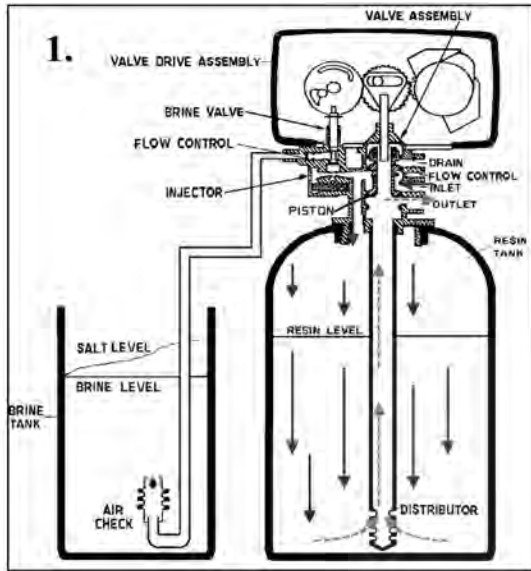 1.
VALVE ASSEMBLY
VALVE DRIVE ASSEMBLY
BRINE VALVE
FLOW CONTROL
INJECTOR
PISTON
DRAIN
FLOW CONTROL
INLET
OUTLET
RESIN
TANK
RESIN LEVEL
SALT LEVEL
BRINE LEVEL
BRINE
TANK
AIR
CHECK
DISTRIBUTOR